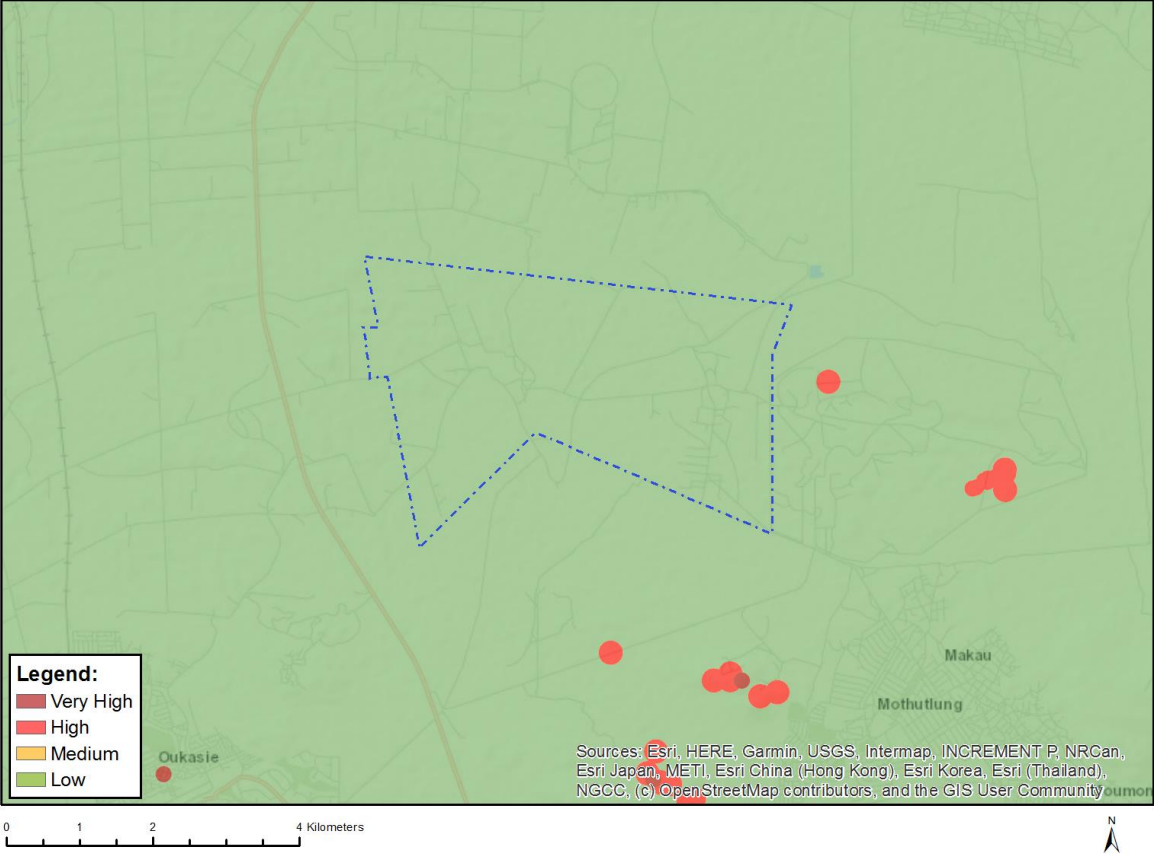 Makau
Mothutlung
Oukasie
Legend:
Very High
High
Medium
Low
Sources: Esri, HERE, Garmin, USGS, Intermap, INCREMENT P, NRCan,
Esri Japan, METI, Esri China (Hong Kong), Esri Korea, Esri (Thailand),
NGCC, (c) OpenStreetMap contributors, and the GIS User Community
0 1 2 4 Kilometers
N